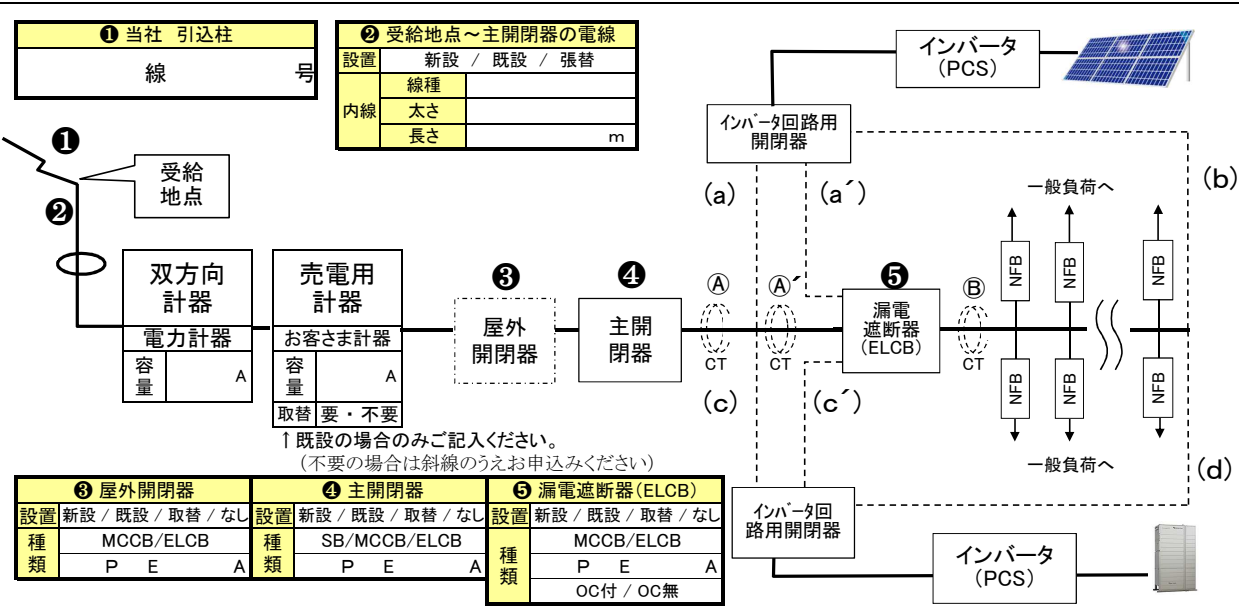 ❶ 当社 引込柱
線 号
❷ 受給地点～主開閉器の電線
設置 新設 / 既設 / 張替
内線
線種
太さ
長さ m
インバータ
(PCS)
インバータ回路用
開閉器
❶
受給
地点
❷
(a)
(a´)
(b)
一般負荷へ
双方向
計器
電力計器
容量 A
売電用
計器
お客さま計器
容量 A
取替 要・不要
❸
屋外
開閉器
❹
主開
閉器
Ⓐ
CT
Ⓐ´
CT
❺
漏電
遮断器
(ELCB)
Ⓑ
CT
NFB
NFB
NFB
NFB
NFB
NFB
(c)
(c´)
一般負荷へ
(d)
↑既設の場合のみご記入ください。
(不要の場合は斜線のうえお申込みください)
❸ 屋外開閉器
設置 新設 / 既設 / 取替 / なし
種類
MCCB/ELCB
P E A
❹ 主開閉器
設置 新設 / 既設 / 取替 / なし
種類
SB/MCCB/ELCB
P E A
❺ 漏電遮断器(ELCB)
設置 新設 / 既設 / 取替 / なし
種類
MCCB/ELCB
P E A
OC付 / OC無
インバータ回
路用開閉器
インバータ
(PCS)